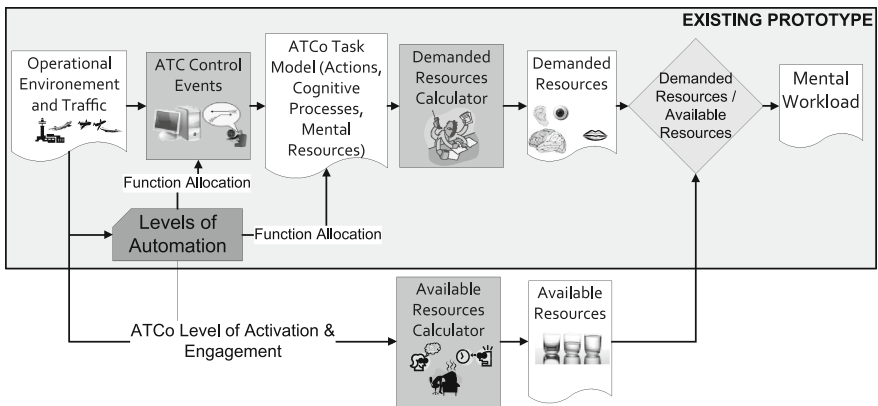 EXISTING PROTOTYPE
Operational
Environement
and Traffic
ATC Control
Events
ATCo Task
Model (Actions,
Cognitive
Processes,
Mental
Resources)
Demanded
Resources
Calculator
Demanded
Resources
Demanded
Resources /
Available
Resources
Mental
Workload
Function Allocation
Levels of
Automation
Function Allocation
ATCo Level of Activation &
Engagement
Available
Resources
Calculator
Available
Resources